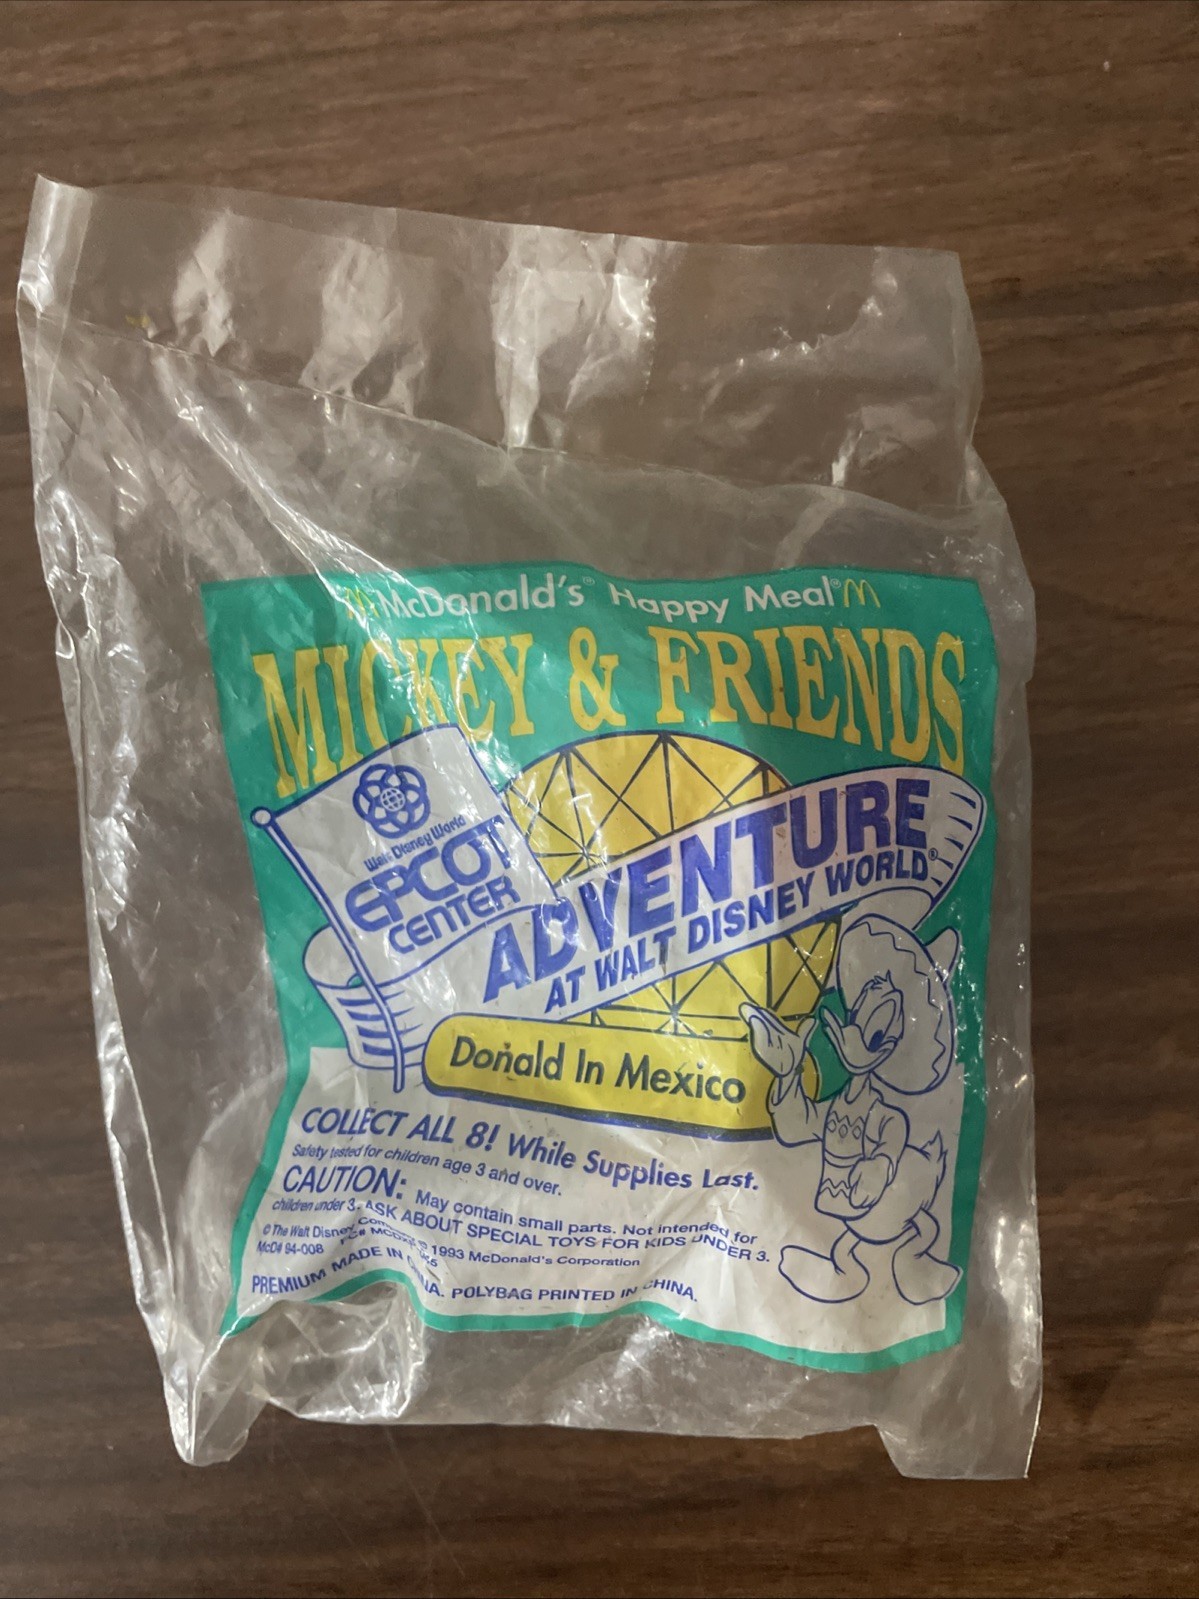 McDonald's® Happy Meal®
MICKEY & FRIENDS
Walt Disney World
EPCOT
CENTER
ADVENTURE
AT WALT DISNEY WORLD®
Donald In Mexico
COLLECT ALL 8! While Supplies Last.
Safety tested for children age 3 and over.
CAUTION: May contain small parts. Not intended for
children under 3. ASK ABOUT SPECIAL TOYS FOR KIDS UNDER 3.
© The Walt Disney © 1993 McDonald's Corporation
McD# 94-008
PREMIUM MADE IN CHINA. POLYBAG PRINTED IN CHINA.